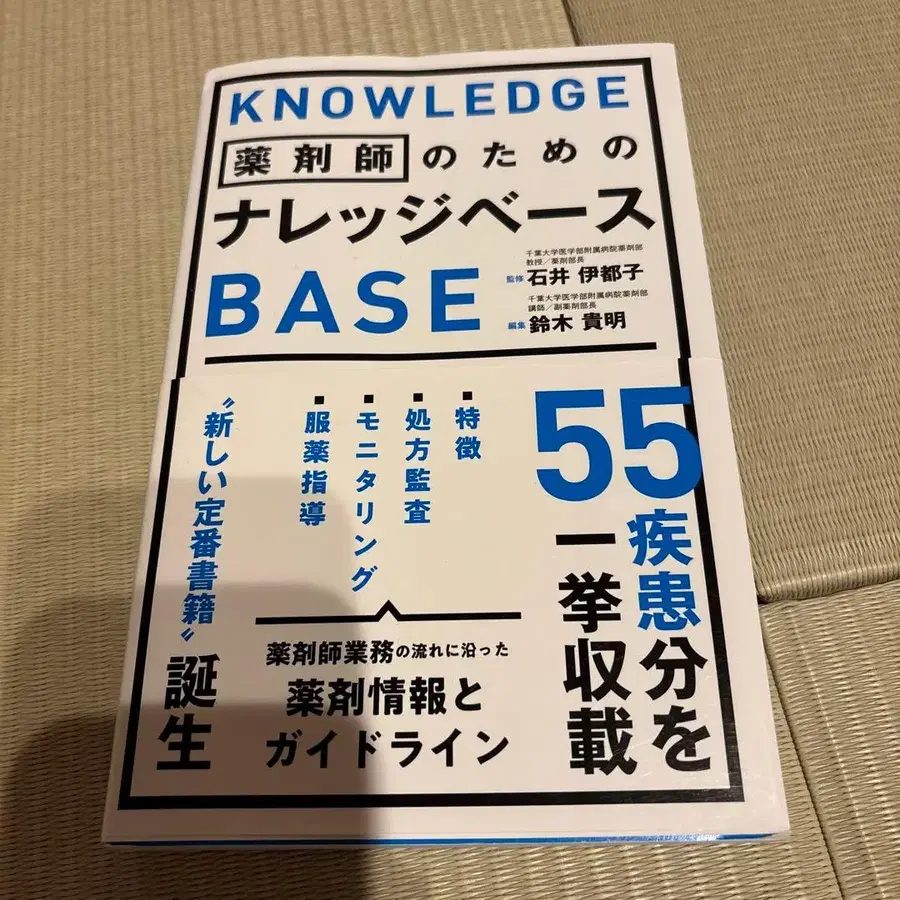 KNOWLEDGE
薬剤師のための
ナレッジベース
BASE
千葉大学医学部附属病院薬剤部
教授／薬剤部長
監修 石井 伊都子
千葉大学医学部附属病院薬剤部
講師／副薬剤部長
編集 鈴木 貴明
55疾患分を
一挙収載
■特徴
■処方監査
■モニタリング
■服薬指導
薬剤師業務の流れに沿った
薬剤情報と
ガイドライン
“新しい定番書籍”誕生